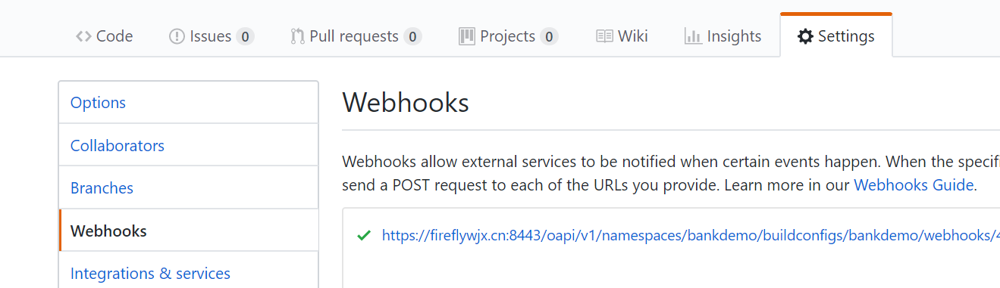 Code Issues 0 Pull requests 0 Projects 0 Wiki Insights Settings
Options
Collaborators
Branches
Webhooks
Integrations & services
Webhooks
Webhooks allow external services to be notified when certain events happen. When the specifi
send a POST request to each of the URLs you provide. Learn more in our Webhooks Guide.
https://fireflywjx.cn:8443/oapi/v1/namespaces/bankdemo/buildconfigs/bankdemo/webhooks/4